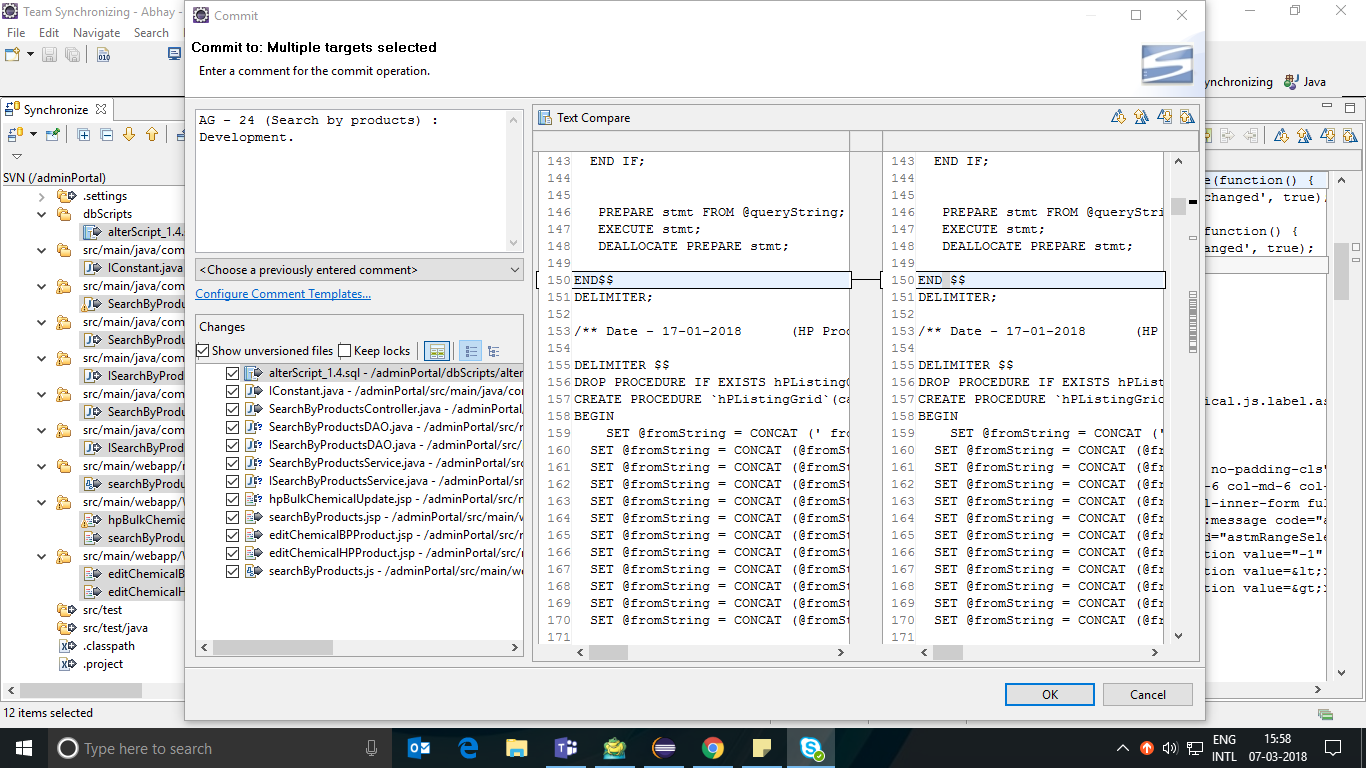 Team Synchronizing - Abhay -
File Edit Navigate Search
Commit
Commit to: Multiple targets selected
Enter a comment for the commit operation.
ynchronizing Java
Synchronize
SVN (/adminPortal)
.settings
dbScripts
alterScript_1.4.
src/main/java/com
IConstant.java
src/main/java/com
SearchByProd
src/main/java/com
SearchByProdu
src/main/java/com
ISearchByProd
src/main/java/com
SearchByProdu
src/main/java/com
ISearchByProd
src/main/webapp/r
searchByProdu
src/main/webapp/\
hpBulkChemic
searchByProdu
src/main/webapp/\
editChemicalB
editChemicalH
src/test
src/test/java
.classpath
.project
12 items selected
AG - 24 (Search by products) :
Development.
<Choose a previously entered comment>
Configure Comment Templates...
Changes
Show unversioned files Keep locks
alterScript_1.4.sql - /adminPortal/dbScripts/alter
IConstant.java - /adminPortal/src/main/java/co
SearchByProductsController.java - /adminPortal,
SearchByProductsDAO.java - /adminPortal/src/r
ISearchByProductsDAO.java - /adminPortal/src/
SearchByProductsService.java - /adminPortal/src
ISearchByProductsService.java - /adminPortal/sr
hpBulkChemicalUpdate.jsp - /adminPortal/src/r
searchByProducts.jsp - /adminPortal/src/main/w
editChemicalBPProduct.jsp - /adminPortal/src/m
editChemicalHPProduct.jsp - /adminPortal/src/m
searchByProducts.js - /adminPortal/src/main/we
Text Compare
143 END IF;
144
145
146 PREPARE stmt FROM @queryString;
147 EXECUTE stmt;
148 DEALLOCATE PREPARE stmt;
149
150 END$$
151 DELIMITER;
152
153 /** Date - 17-01-2018 (HP Proc
154
155 DELIMITER $$
156 DROP PROCEDURE IF EXISTS hPListingG
157 CREATE PROCEDURE `hPListingGrid`(ca
158 BEGIN
159 SET @fromString = CONCAT (' fro
160 SET @fromString = CONCAT (@fromSt
161 SET @fromString = CONCAT (@fromSt
162 SET @fromString = CONCAT (@fromSt
163 SET @fromString = CONCAT (@fromSt
164 SET @fromString = CONCAT (@fromSt
165 SET @fromString = CONCAT (@fromSt
166 SET @fromString = CONCAT (@fromSt
167 SET @fromString = CONCAT (@fromSt
168 SET @fromString = CONCAT (@fromSt
169 SET @fromString = CONCAT (@fromSt
170 SET @fromString = CONCAT (@fromSt
171
143 END IF;
144
145
146 PREPARE stmt FROM @queryStri
147 EXECUTE stmt;
148 DEALLOCATE PREPARE stmt;
149
150 END $$
151 DELIMITER;
152
153 /** Date - 17-01-2018 (HP
154
155 DELIMITER $$
156 DROP PROCEDURE IF EXISTS hPList
157 CREATE PROCEDURE `hPListingGrid
158 BEGIN
159 SET @fromString = CONCAT ('
160 SET @fromString = CONCAT (@fr
161 SET @fromString = CONCAT (@fr
162 SET @fromString = CONCAT (@fr
163 SET @fromString = CONCAT (@fr
164 SET @fromString = CONCAT (@fr
165 SET @fromString = CONCAT (@fr
166 SET @fromString = CONCAT (@fr
167 SET @fromString = CONCAT (@fr
168 SET @fromString = CONCAT (@fr
169 SET @fromString = CONCAT (@fr
170 SET @fromString = CONCAT (@fr
171
OK Cancel
e(function() {
changed', true),
function() {
anged', true);
ical.js.label.as
no-padding-cls"
-6 col-md-6 col-
l-inner-form ful
:message code="a
d="astmRangeSele
tion value="-1"
tion value=&lt;:
tion value=&gt;:
Type here to search
ENG
INTL
15:58
07-03-2018